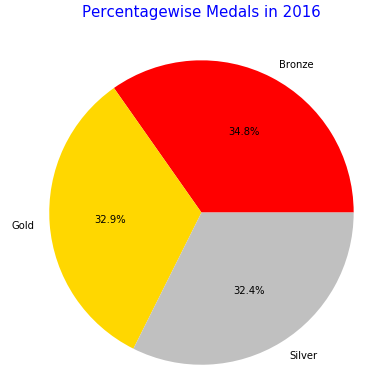 Percentagewise Medals in 2016
Bronze
34.8%
Gold
32.9%
32.4%
Silver